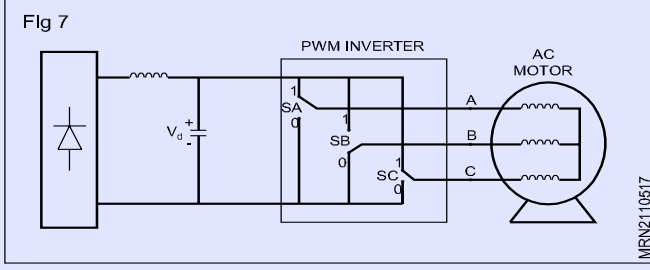 FIg 7
PWM INVERTER
AC
MOTOR
1
SA
0
A
Vd
+
-
1
SB
0
B
1
SC
0
C
MRN2110517